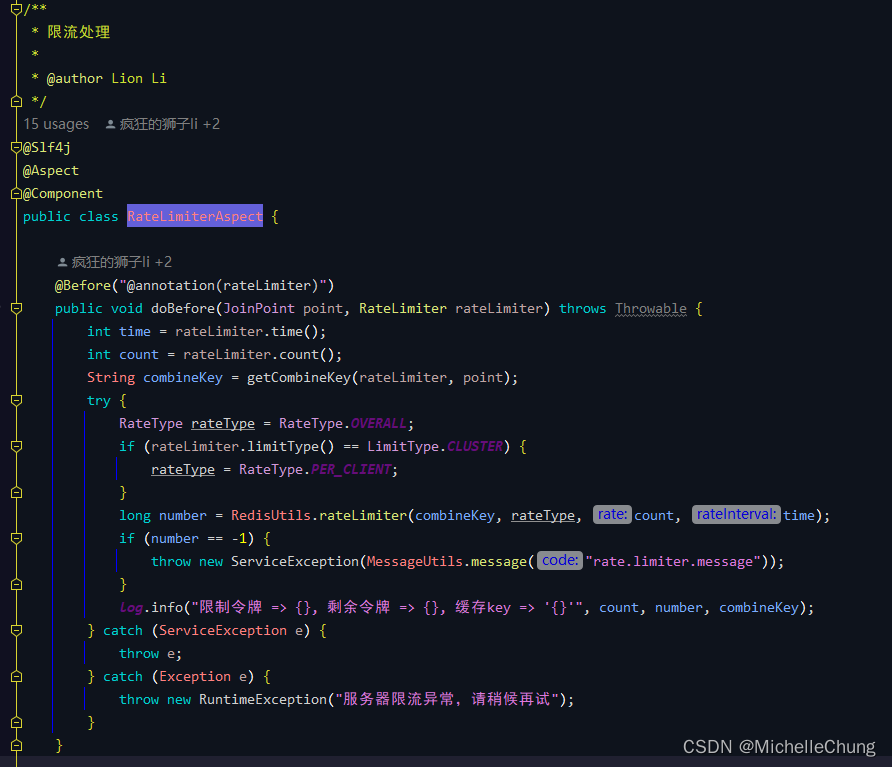 /**
 * 限流处理
 *
 * @author Lion Li
 */
15 usages 疯狂的狮子li +2
@Slf4j
@Aspect
@Component
public class RateLimiterAspect {
疯狂的狮子li +2
    @Before("@annotation(rateLimiter)")
    public void doBefore(JoinPoint point, RateLimiter rateLimiter) throws Throwable {
        int time = rateLimiter.time();
        int count = rateLimiter.count();
        String combineKey = getCombineKey(rateLimiter, point);
        try {
            RateType rateType = RateType.OVERALL;
            if (rateLimiter.limitType() == LimitType.CLUSTER) {
                rateType = RateType.PER_CLIENT;
            }
            long number = RedisUtils.rateLimiter(combineKey, rateType, rate: count, rateInterval: time);
            if (number == -1) {
                throw new ServiceException(MessageUtils.message( code: "rate.limiter.message"));
            }
            log.info("限制令牌 => {}, 剩余令牌 => {}, 缓存key => '{}'", count, number, combineKey);
        } catch (ServiceException e) {
            throw e;
        } catch (Exception e) {
            throw new RuntimeException("服务器限流异常，请稍候再试");
        }
    }
CSDN @MichelleChung